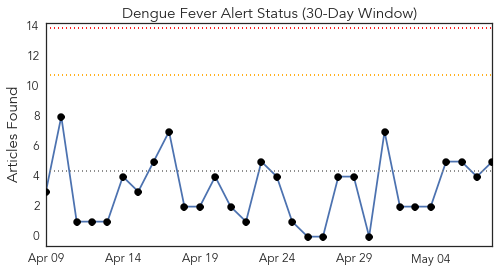 Dengue Fever Alert Status (30-Day Window)
Articles Found
14
12
10
8
6
4
2
0
Apr 09 Apr 14 Apr 19 Apr 24 Apr 29 May 04